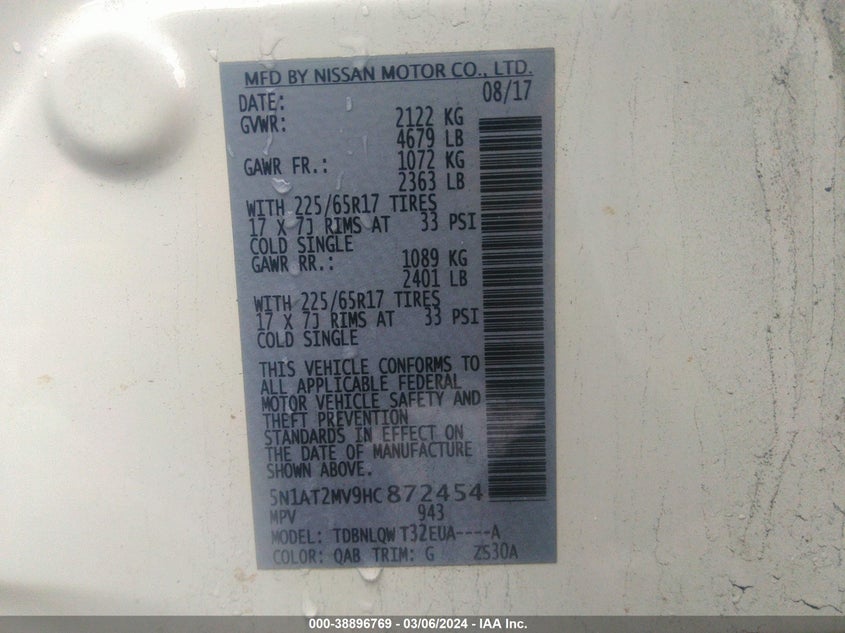 MFD BY NISSAN MOTOR CO., LTD.
DATE: 08/17
GVWR: 2122 KG
4679 LB
GAWR FR.: 1072 KG
2363 LB
WITH 225/65R17 TIRES
17 X 7J RIMS AT 33 PSI
COLD SINGLE
GAWR RR.: 1089 KG
2401 LB
WITH 225/65R17 TIRES
17 X 7J RIMS AT 33 PSI
COLD SINGLE
THIS VEHICLE CONFORMS TO
ALL APPLICABLE FEDERAL
MOTOR VEHICLE SAFETY AND
THEFT PREVENTION
STANDARDS IN EFFECT ON
THE DATE OF MANUFACTURE
SHOWN ABOVE.
5N1AT2MV9HC872454
MPV 943
MODEL: TDBNLQW T32EUA----A
COLOR: QAB TRIM: G ZS30A
000-38896769 - 03/06/2024 - IAA Inc.